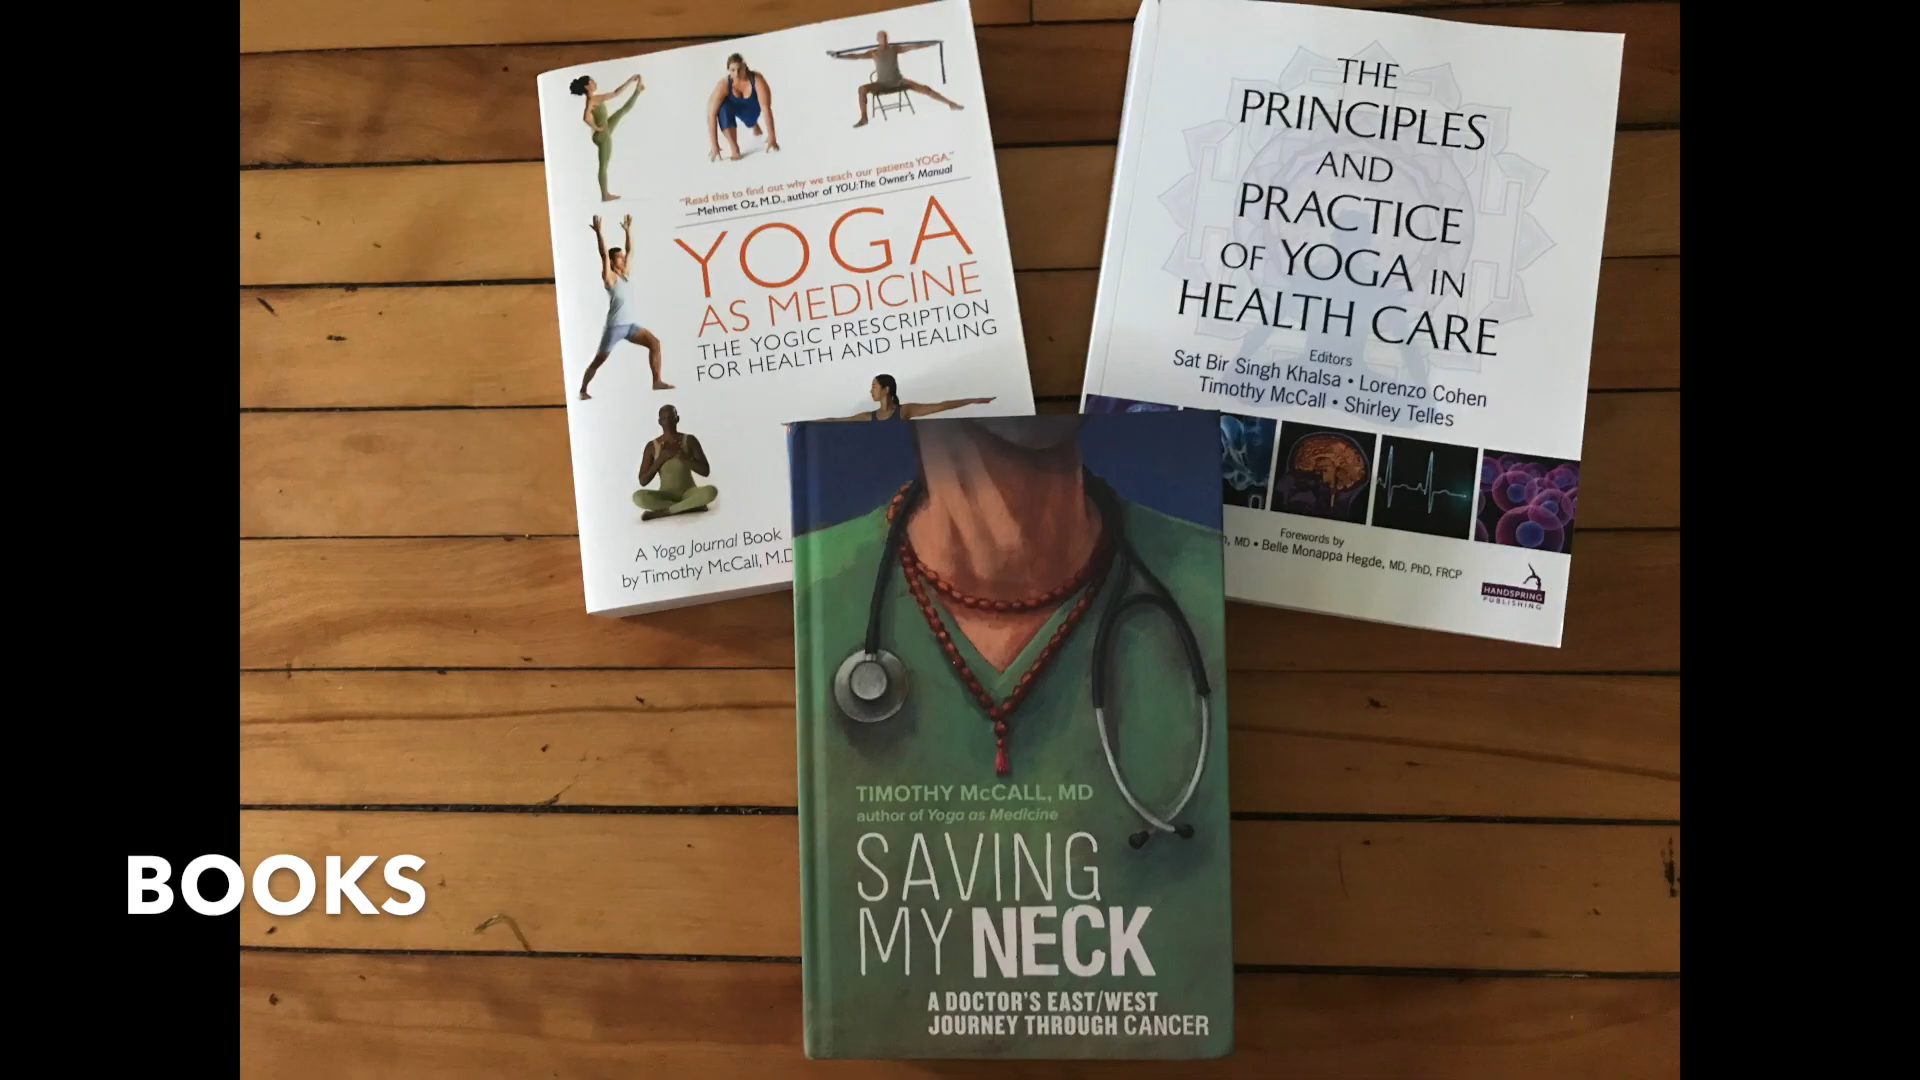 "Read this to find out why we teach our patients YOGA."
—Mehmet Oz, M.D., author of YOU: The Owner's Manual
YOGA
AS MEDICINE
THE YOGIC PRESCRIPTION
FOR HEALTH AND HEALING
A Yoga Journal Book
by Timothy McCall, M.D
THE
PRINCIPLES
AND
PRACTICE
OF YOGA IN
HEALTH CARE
Editors
Sat Bir Singh Khalsa • Lorenzo Cohen
Timothy McCall • Shirley Telles
Forewords by
MD • Belle Monappa Hegde, MD, PhD, FRCP
HANDSPRING
PUBLISHING
TIMOTHY McCALL, MD
author of Yoga as Medicine
SAVING
MY NECK
A DOCTOR'S EAST/WEST
JOURNEY THROUGH CANCER
BOOKS